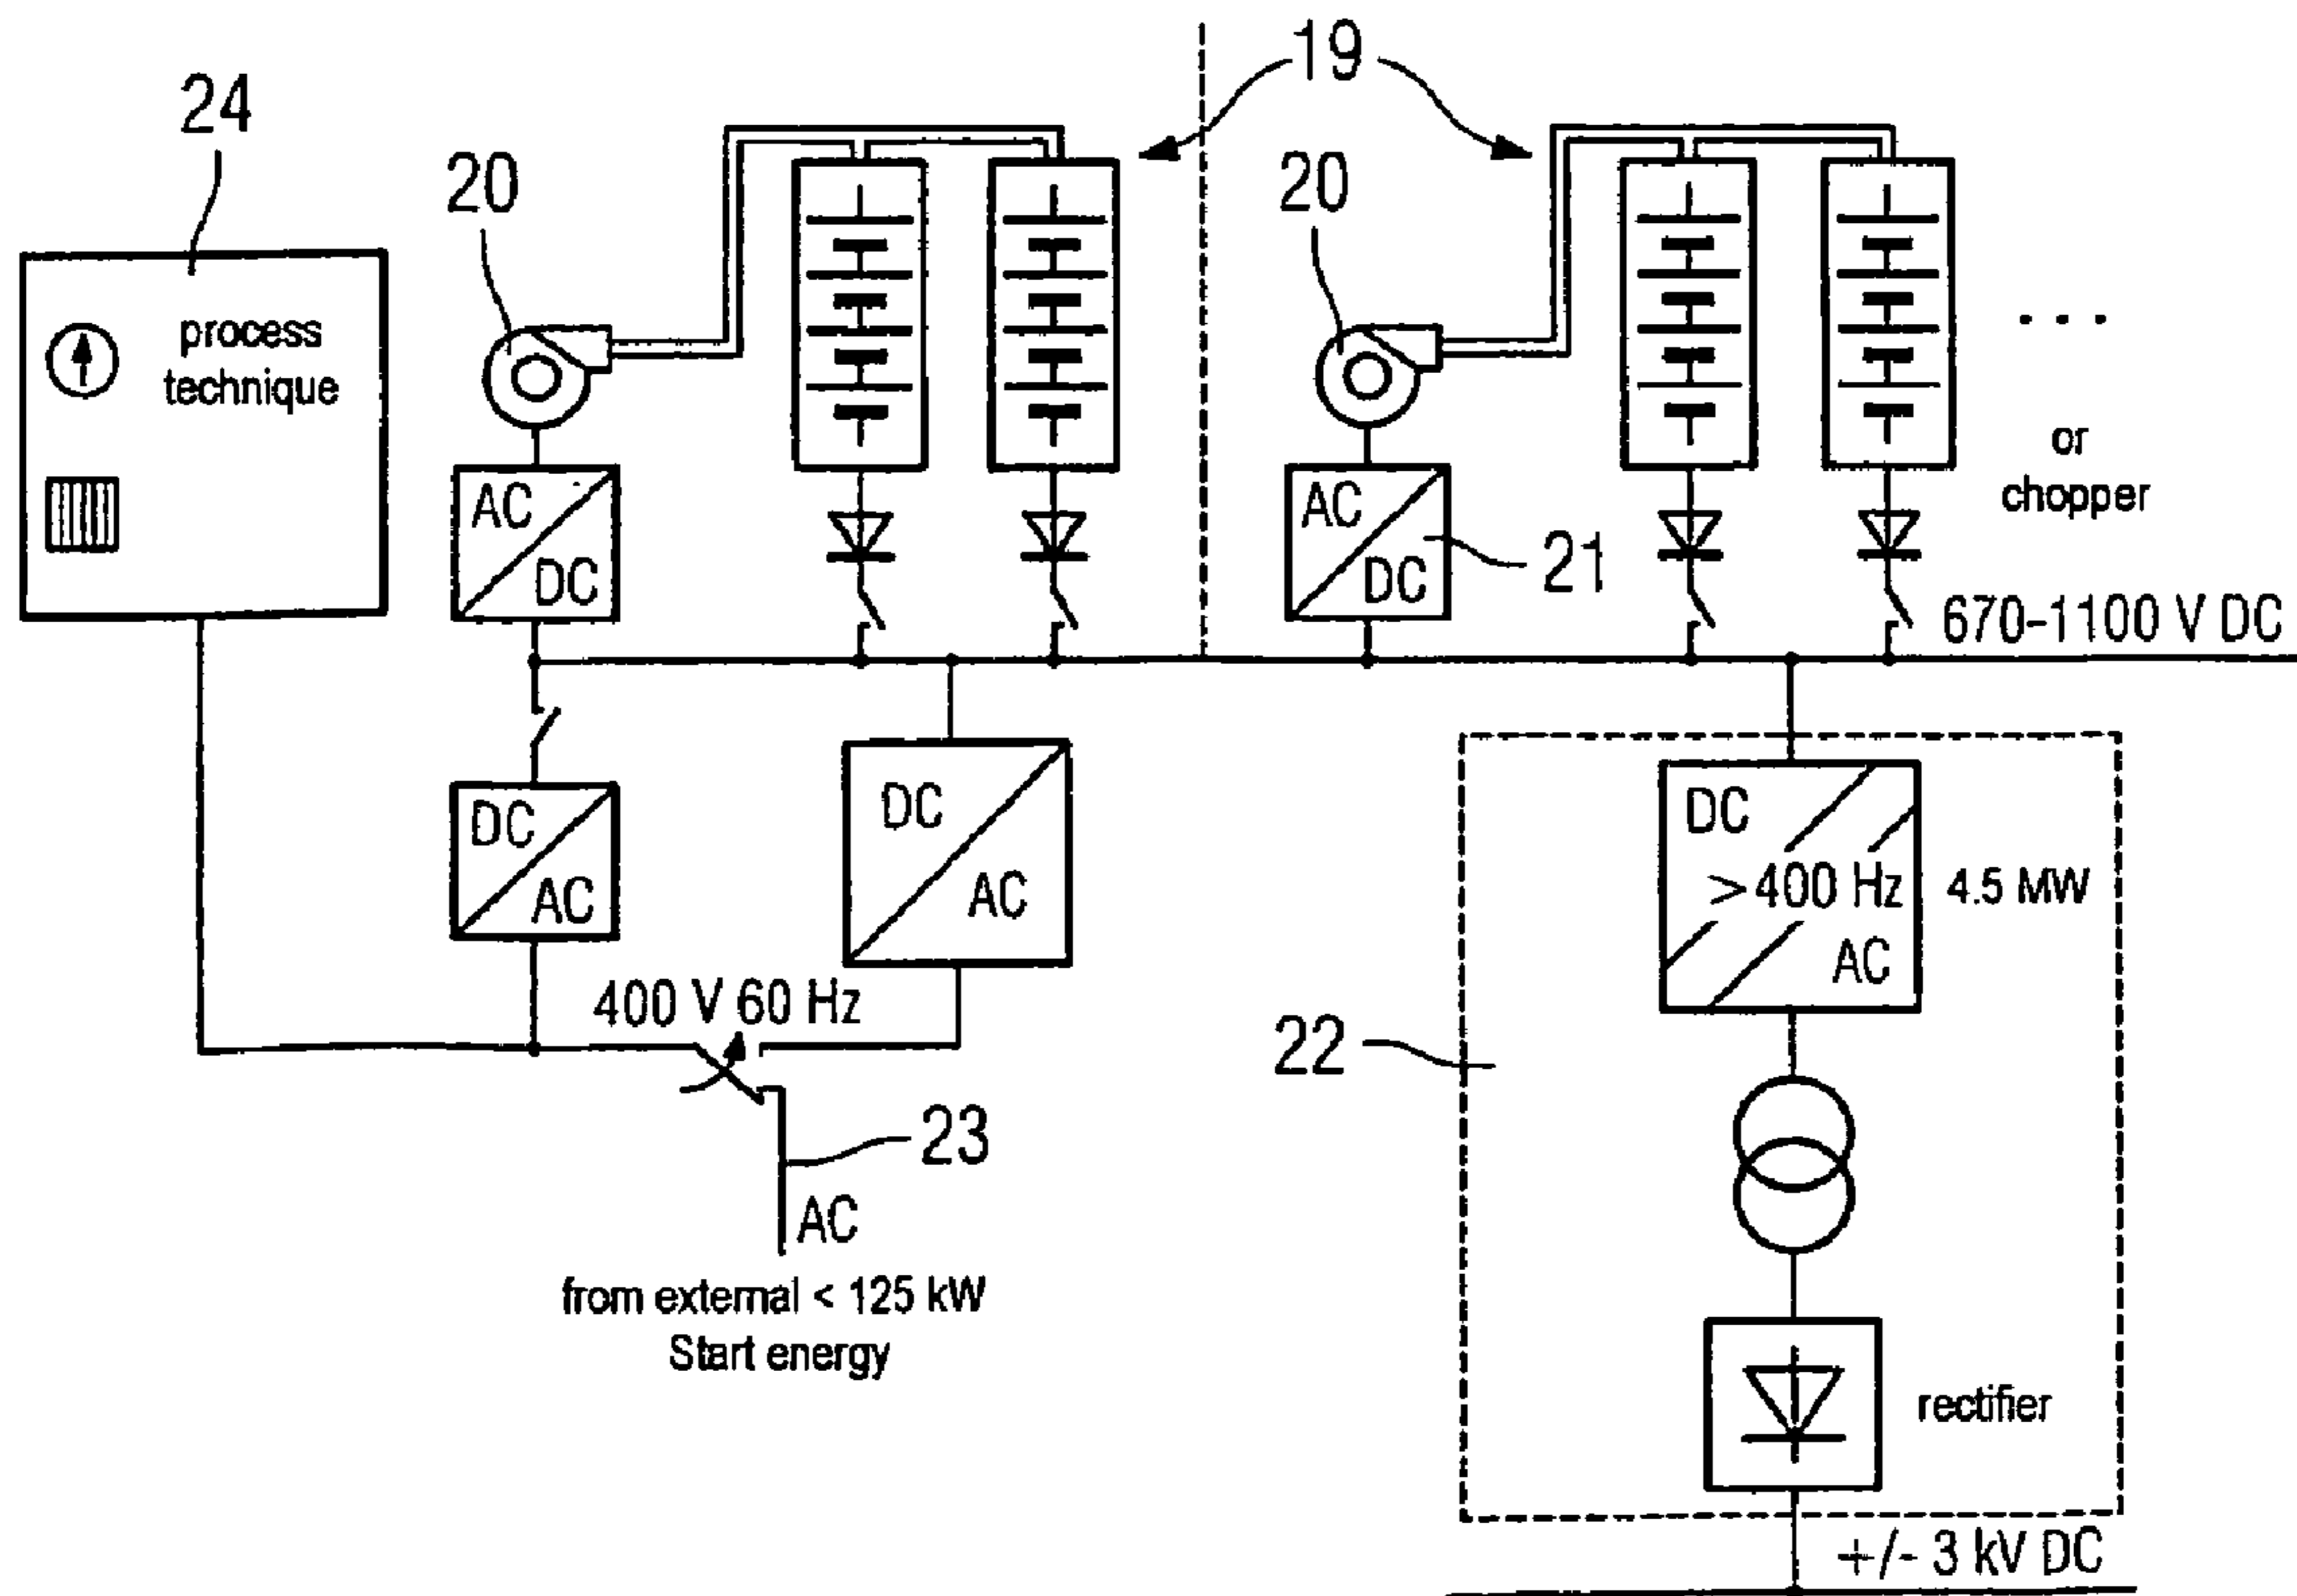 19
24
20
20
process
technique
. . .
or
chopper
AC
DC
AC
DC
21
670-1100 V DC
DC
AC
DC
AC
DC
>400 Hz
AC
4.5 MW
400 V 60 Hz
22
23
AC
from external < 125 kW
Start energy
rectifier
+/- 3 kV DC